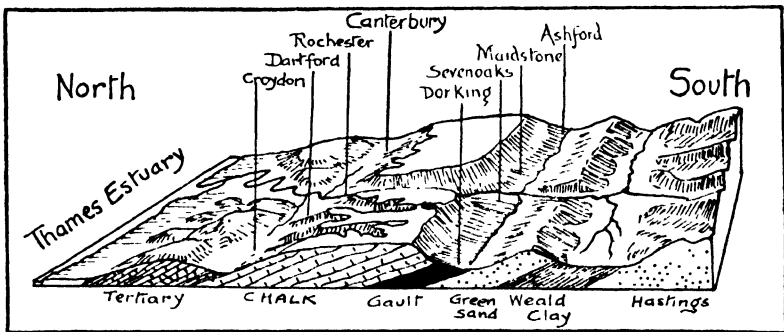 Canterbury
Rochester
Dartford
Croydon
Ashford
Maidstone
Sevenoaks
Dorking
North
South
Thames Estuary
Tertiary
CHALK
Gault
Green
Sand
Weald
Clay
Hastings